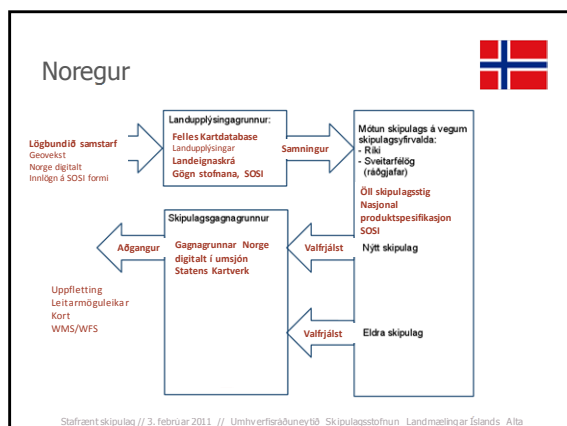 Noregur
Lögbundið samstarf
Geovekst
Norge digitalt
Innlögn á SOSI formi
Landupplýsingagrunnur:
Felles Kartdatabase
Landupplýsingar
Landeignaskrá
Gögn stofnana, SOSI
Samningur
Mótun skipulags á vegum
skipulagsyfirvalda:
- Ríki
- Sveitarfélög
(ráðgjafar)
Öll skipulagsstig
Nasjonal
produktspesifikasjon
SOSI
Nýtt skipulag
Eldra skipulag
Valfrjálst
Valfrjálst
Skipulagsgagnagrunnur
Gagnagrunnar Norge
digitalt í umsjón
Statens Kartverk
Aðgangur
Uppfletting
Leitarmöguleikar
Kort
WMS/WFS
Stafrænt skipulag // 3. febrúar 2011 // Umhverfisráðuneytið Skipulagsstofnun Landmælingar Íslands Alta